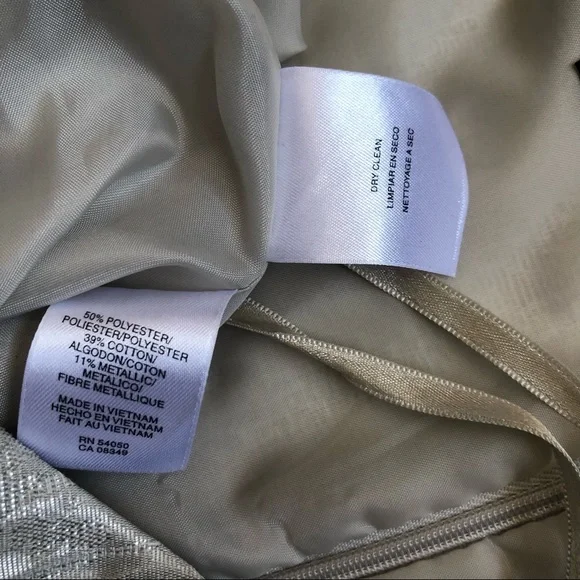 DRY CLEAN
LIMPIAR EN SECO
NETTOYAGE A SEC
50% POLYESTER/
POLIESTER/POLYESTER
39% COTTON/
ALGODON/COTON
11% METALLIC/
METALICO/
FIBRE METALLIQUE
MADE IN VIETNAM
HECHO EN VIETNAM
FAIT AU VIETNAM
RN 54050
CA 08349